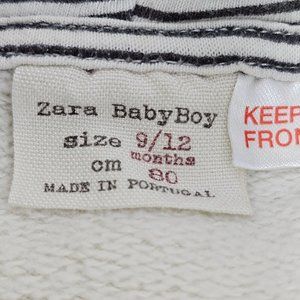 Zara BabyBoy
size 9/12
months
cm 80
MADE IN PORTUGAL
KEEP
FROM